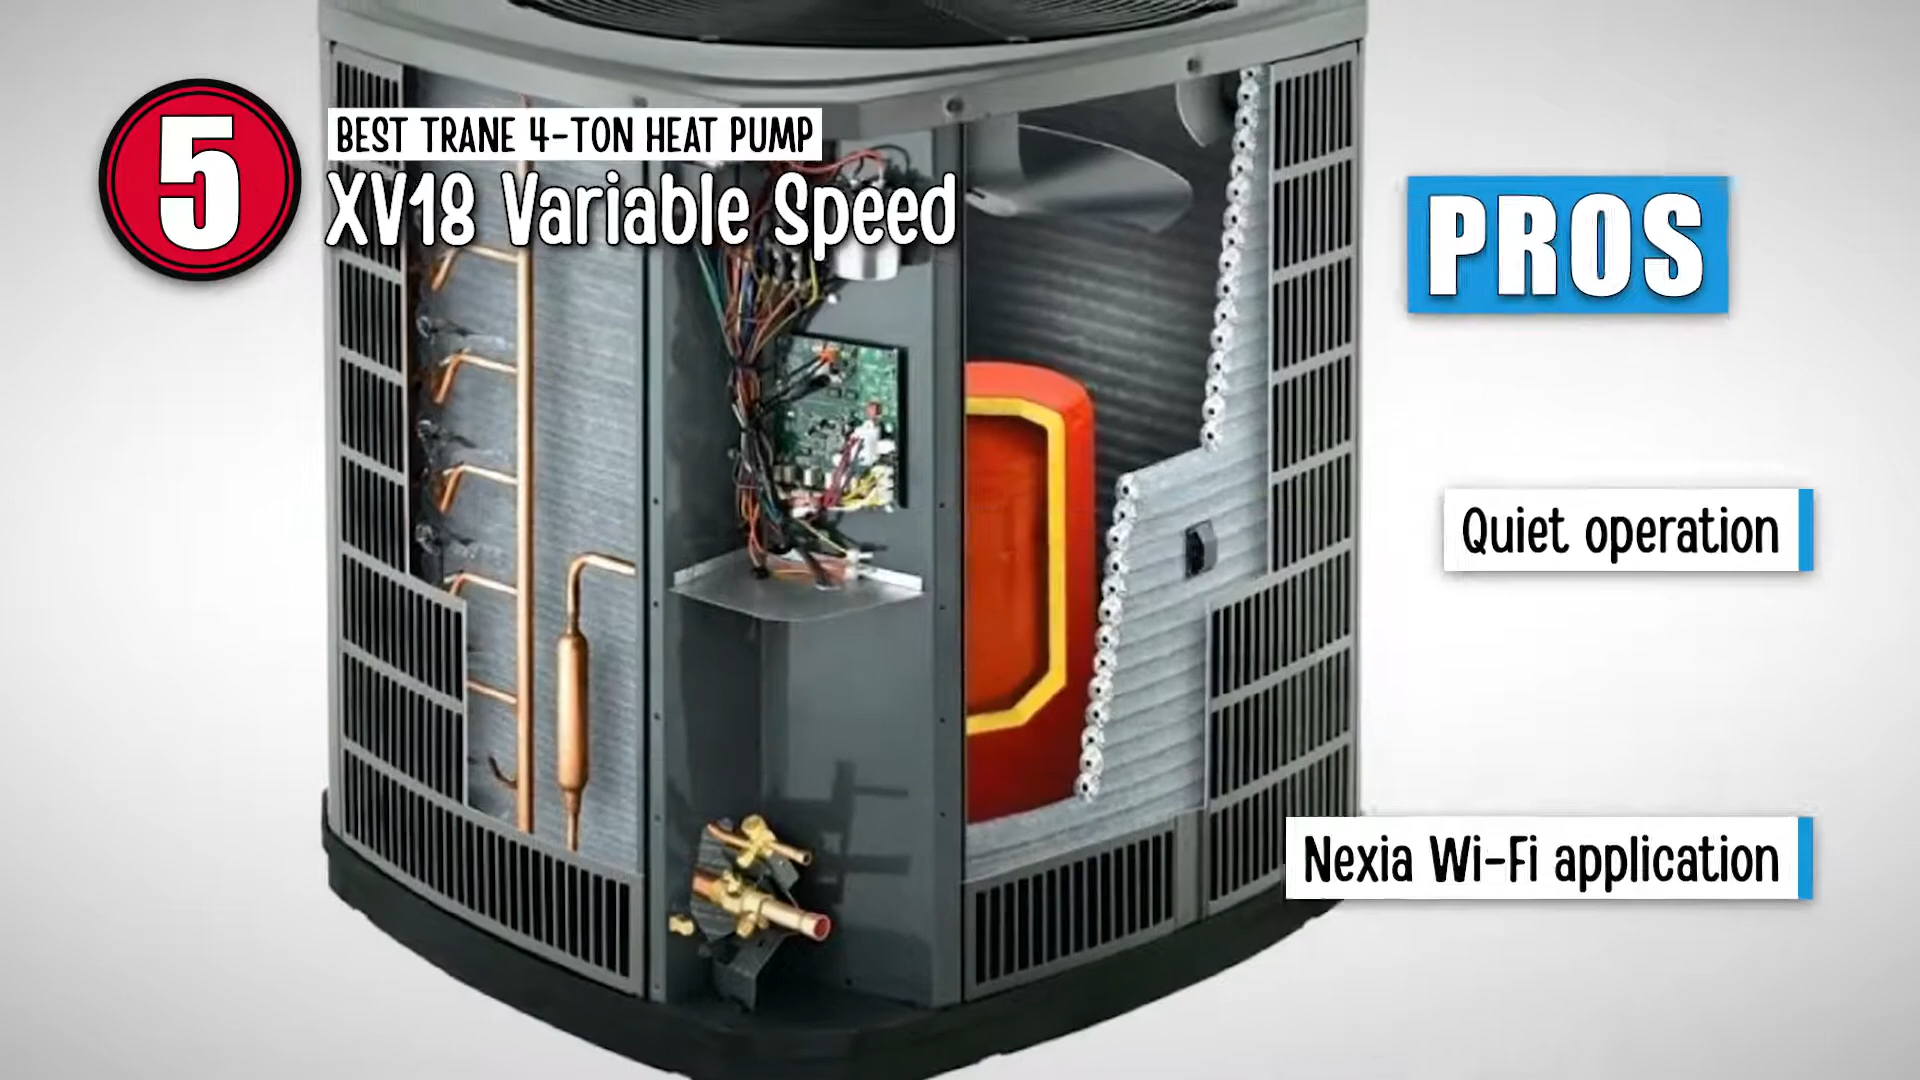 5
BEST TRANE 4-TON HEAT PUMP
XV18 Variable Speed
PROS
Quiet operation
Nexia Wi-Fi application